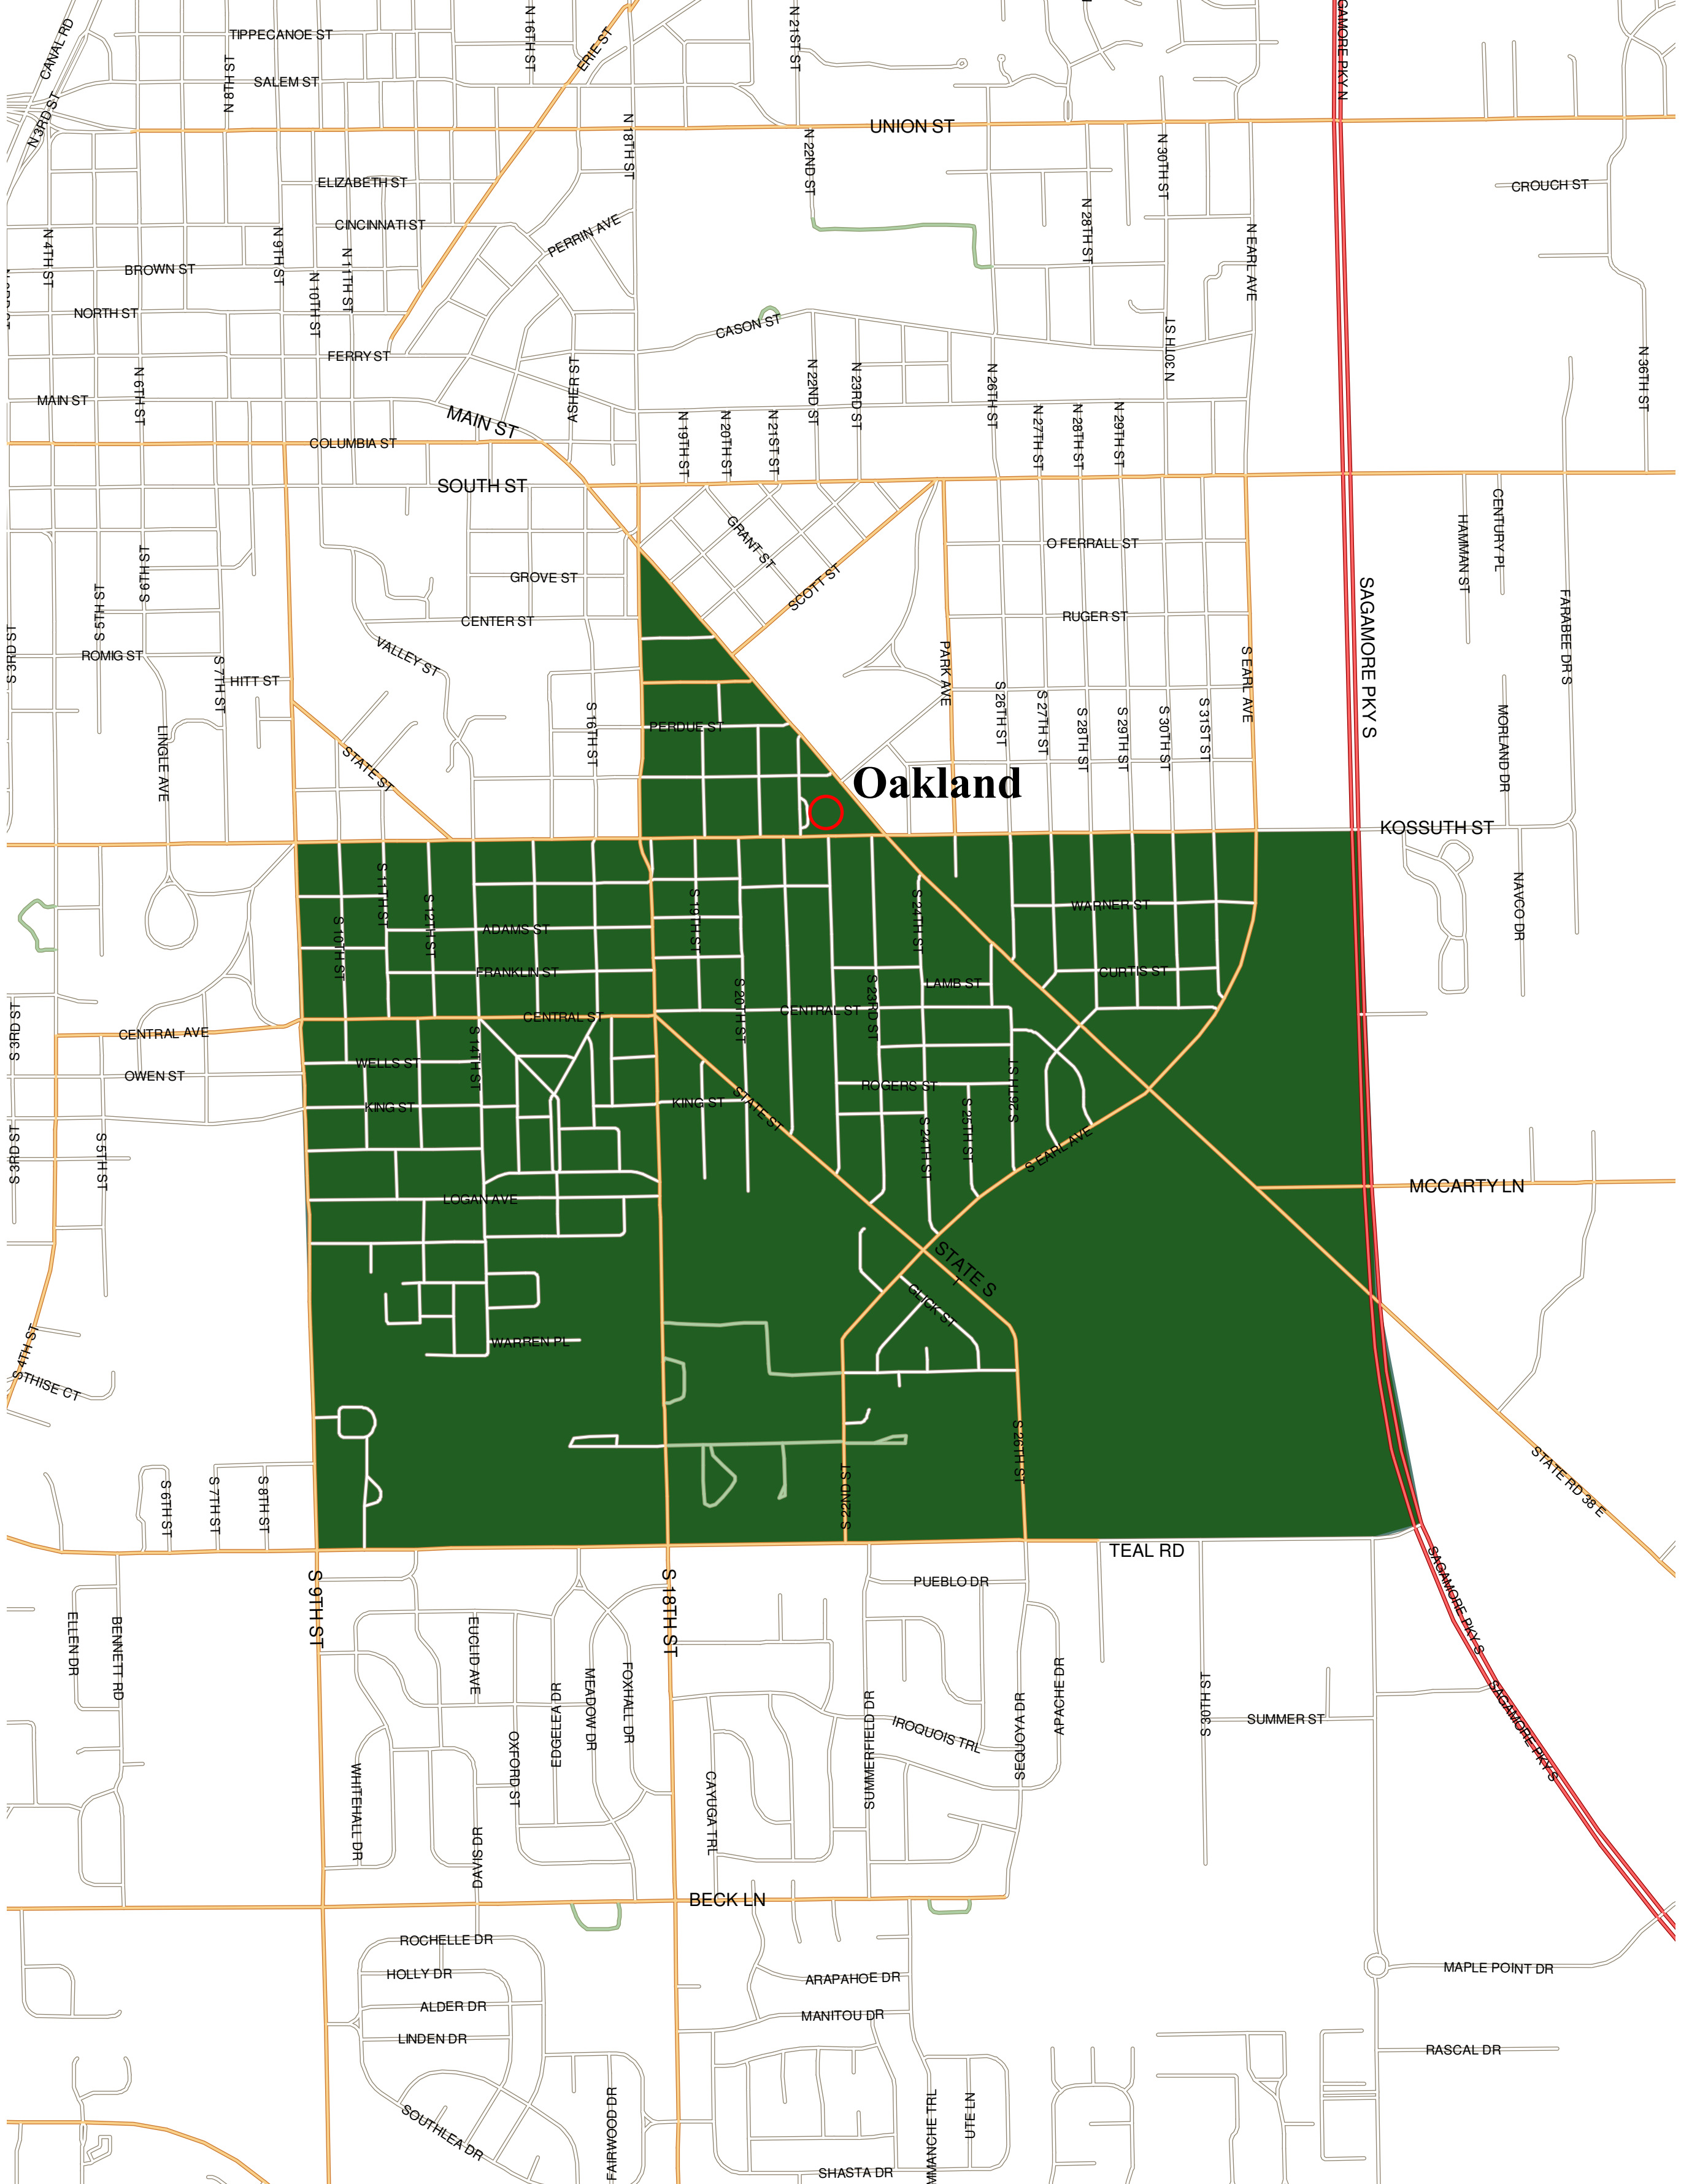 CANAL RD
TIPPECANOE ST
N 16TH ST
ERIE ST
N 21ST ST
SAGAMORE PKY N
N 8TH ST
SALEM ST
N 3RD ST
UNION ST
N 18TH ST
N 22ND ST
N 30TH ST
ELIZABETH ST
CROUCH ST
CINCINNATI ST
PERRIN AVE
N 28TH ST
N EARL AVE
N 4TH ST
N 9TH ST
N 11TH ST
BROWN ST
N 10TH ST
NORTH ST
CASON ST
N 30TH ST
FERRY ST
ASHER ST
N 22ND ST
N 23RD ST
N 26TH ST
N 36TH ST
N 6TH ST
MAIN ST
MAIN ST
N 19TH ST
N 20TH ST
N 21ST ST
N 27TH ST
N 28TH ST
N 29TH ST
COLUMBIA ST
SOUTH ST
GRANT ST
HAMMAN ST
CENTURY PL
O FERRALL ST
S 6TH ST
S 5TH ST
GROVE ST
SCOTT ST
SAGAMORE PKY S
FARABEE DR S
CENTER ST
RUGER ST
S 3RD ST
ROMIG ST
VALLEY ST
PARK AVE
S EARL AVE
S 7TH ST
HITT ST
S 16TH ST
S 26TH ST
S 27TH ST
S 28TH ST
S 29TH ST
S 30TH ST
S 31ST ST
MORLAND DR
LINGLE AVE
PERDUE ST
STATE ST
Oakland
KOSSUTH ST
S 11TH ST
S 12TH ST
S 10TH ST
S 19TH ST
S 24TH ST
WARNER ST
NAVCO DR
ADAMS ST
FRANKLIN ST
S 20TH ST
S 23RD ST
LAMB ST
CURTIS ST
CENTRAL ST
CENTRAL ST
S 3RD ST
CENTRAL AVE
S 14TH ST
WELLS ST
OWEN ST
ROGERS ST
S 26TH ST
KING ST
KING ST
STATE ST
S 25TH ST
S 24TH ST
S 3RD ST
S 5TH ST
S EARL AVE
LOGAN AVE
MCCARTY LN
STATE S
T
GLICK ST
WARREN PL
S 4TH ST
STHISE CT
S 26TH ST
S 22ND ST
STATE RD 38 E
S 6TH ST
S 7TH ST
S 8TH ST
TEAL RD
SAGAMORE PKY S
S 9TH ST
S 18TH ST
PUEBLO DR
ELLEN DR
BENNETT RD
EUCLID AVE
EDGELEA DR
MEADOW DR
FOXHALL DR
SUMMERFIELD DR
IROQUOIS TRL
SEQUOYA DR
APACHE DR
S 30TH ST
SUMMER ST
SAGAMORE PKY S
OXFORD ST
WHITEHALL DR
CAYUGA TRL
DAVIS DR
BECK LN
ROCHELLE DR
HOLLY DR
ARAPAHOE DR
MAPLE POINT DR
ALDER DR
MANITOU DR
LINDEN DR
RASCAL DR
SOUTHLEA DR
FAIRWOOD DR
MMANCHE TRL
UTE LN
SHASTA DR